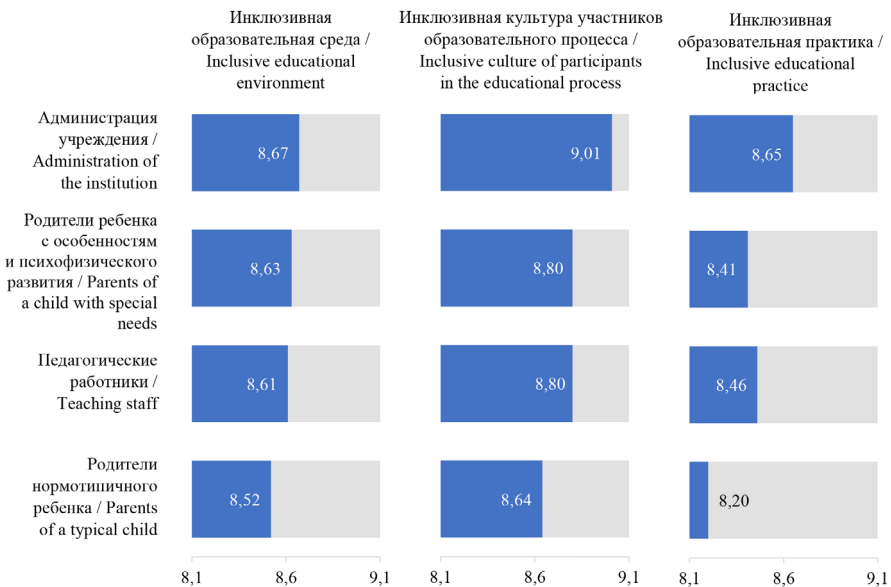 Инклюзивная
образовательная среда /
Inclusive educational
environment
Инклюзивная культура участников
образовательного процесса /
Inclusive culture of participants
in the educational process
Инклюзивная
образовательная практика /
Inclusive educational
practice
Администрация
учреждения /
Administration of
the institution
8,67
9,01
8,65
Родители ребенка
с особенностям
и психофизического
развития / Parents of
a child with special
needs
8,63
8,80
8,41
Педагогические
работники /
Teaching staff
8,61
8,80
8,46
Родители
нормотипичного
ребенка / Parents
of a typical child
8,52
8,64
8,20
8,1 8,6 9,1
8,1 8,6 9,1
8,1 8,6 9,1